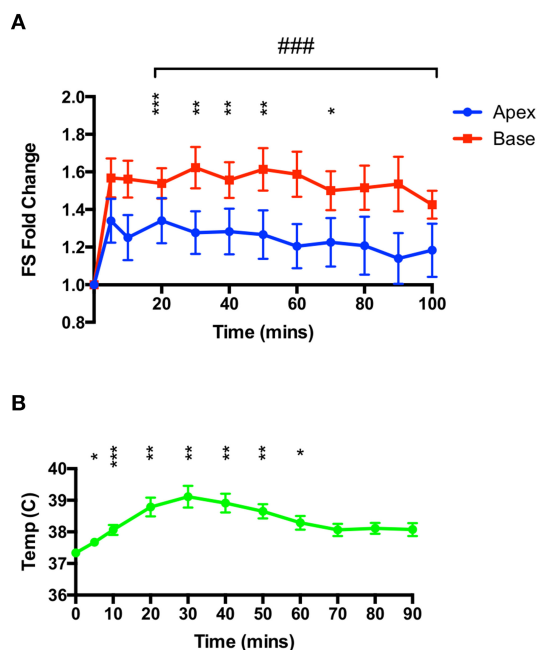 A
###
*** ** ** ** *
2.0
1.8
1.6
1.4
1.2
1.0
0.8
FS Fold Change
20 40 60 80 100
Time (mins)
Apex
Base
B
* *** ** ** ** ** *
40
39
38
37
36
Temp (C)
0 10 20 30 40 50 60 70 80 90
Time (mins)